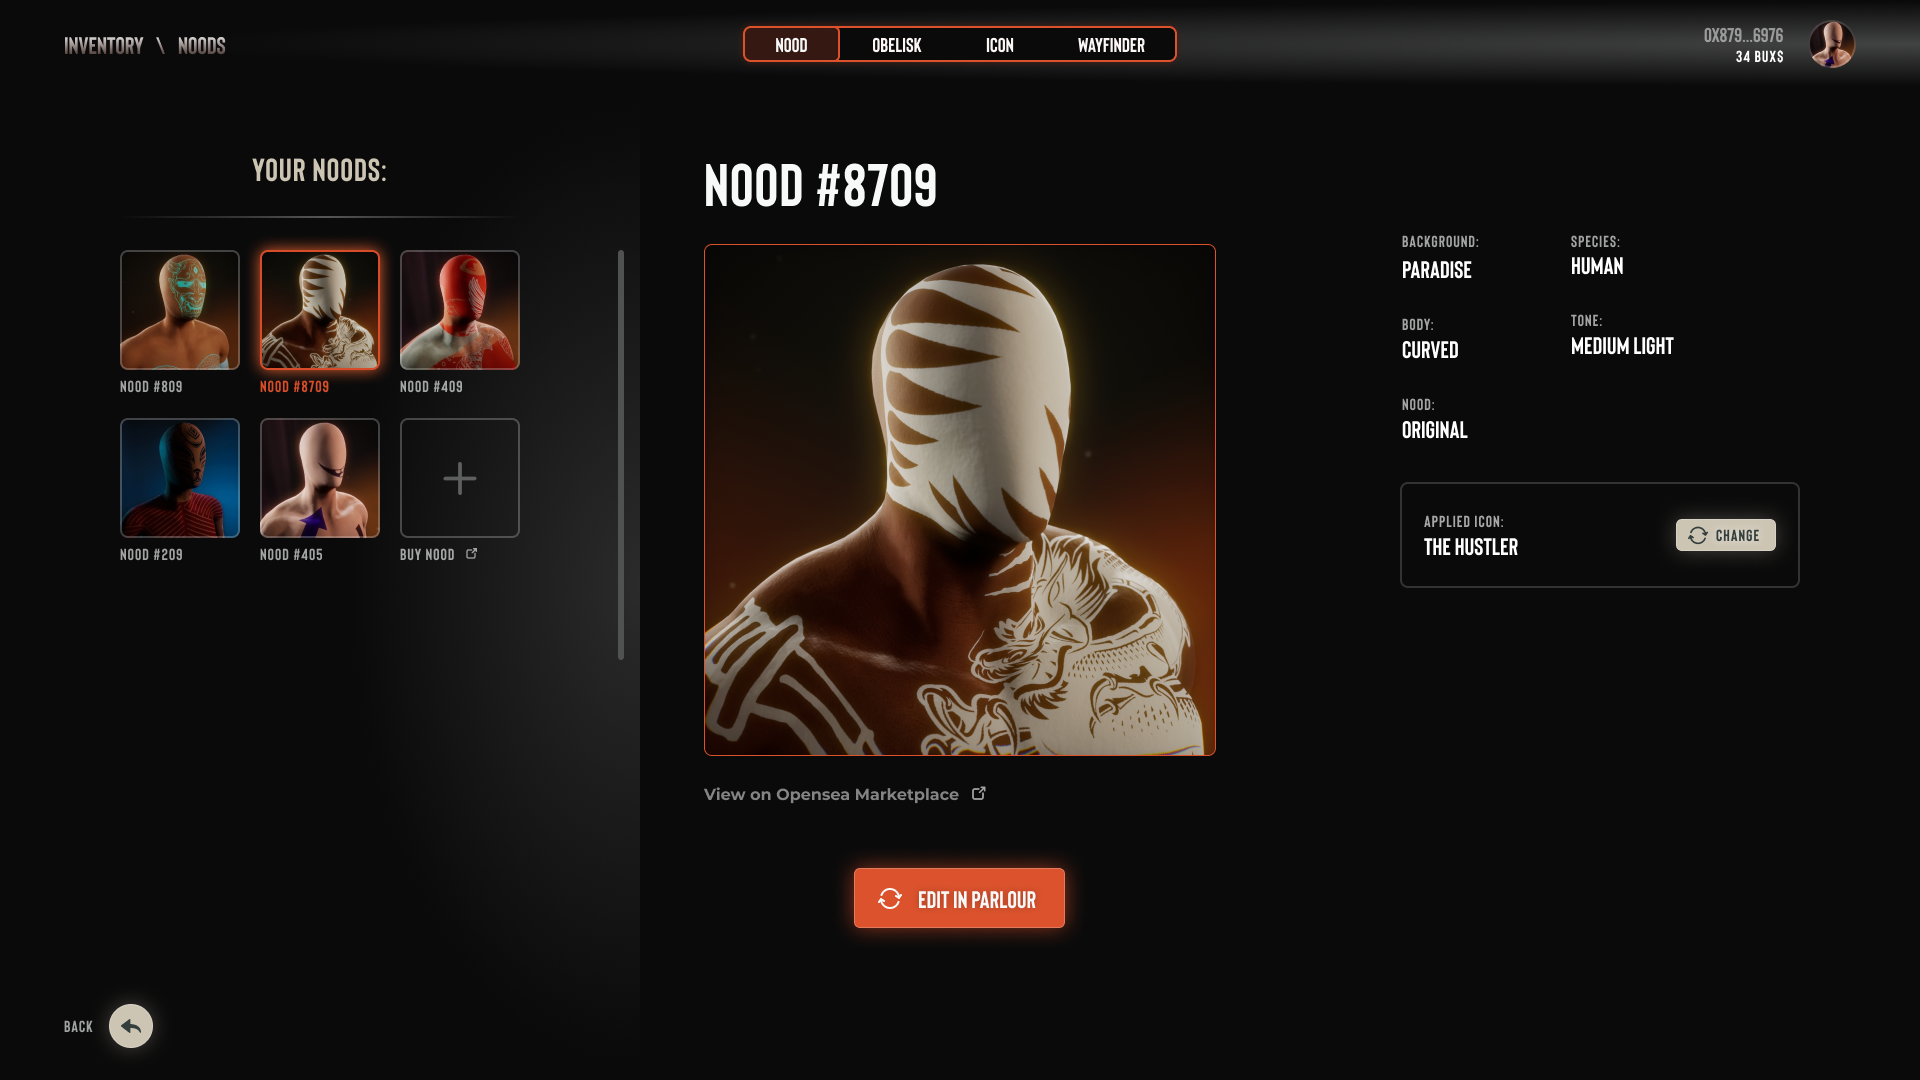 INVENTORY \ NOODS
NOOD
OBELISK
ICON
WAYFINDER
0X879...6976
34 BUX$
YOUR NOODS:
NOOD #809
NOOD #8709
NOOD #409
NOOD #209
NOOD #405
BUY NOOD
NOOD #8709
View on Opensea Marketplace
EDIT IN PARLOUR
BACKGROUND:
PARADISE
SPECIES:
HUMAN
BODY:
CURVED
TONE:
MEDIUM LIGHT
NOOD:
ORIGINAL
APPLIED ICON:
THE HUSTLER
CHANGE
BACK